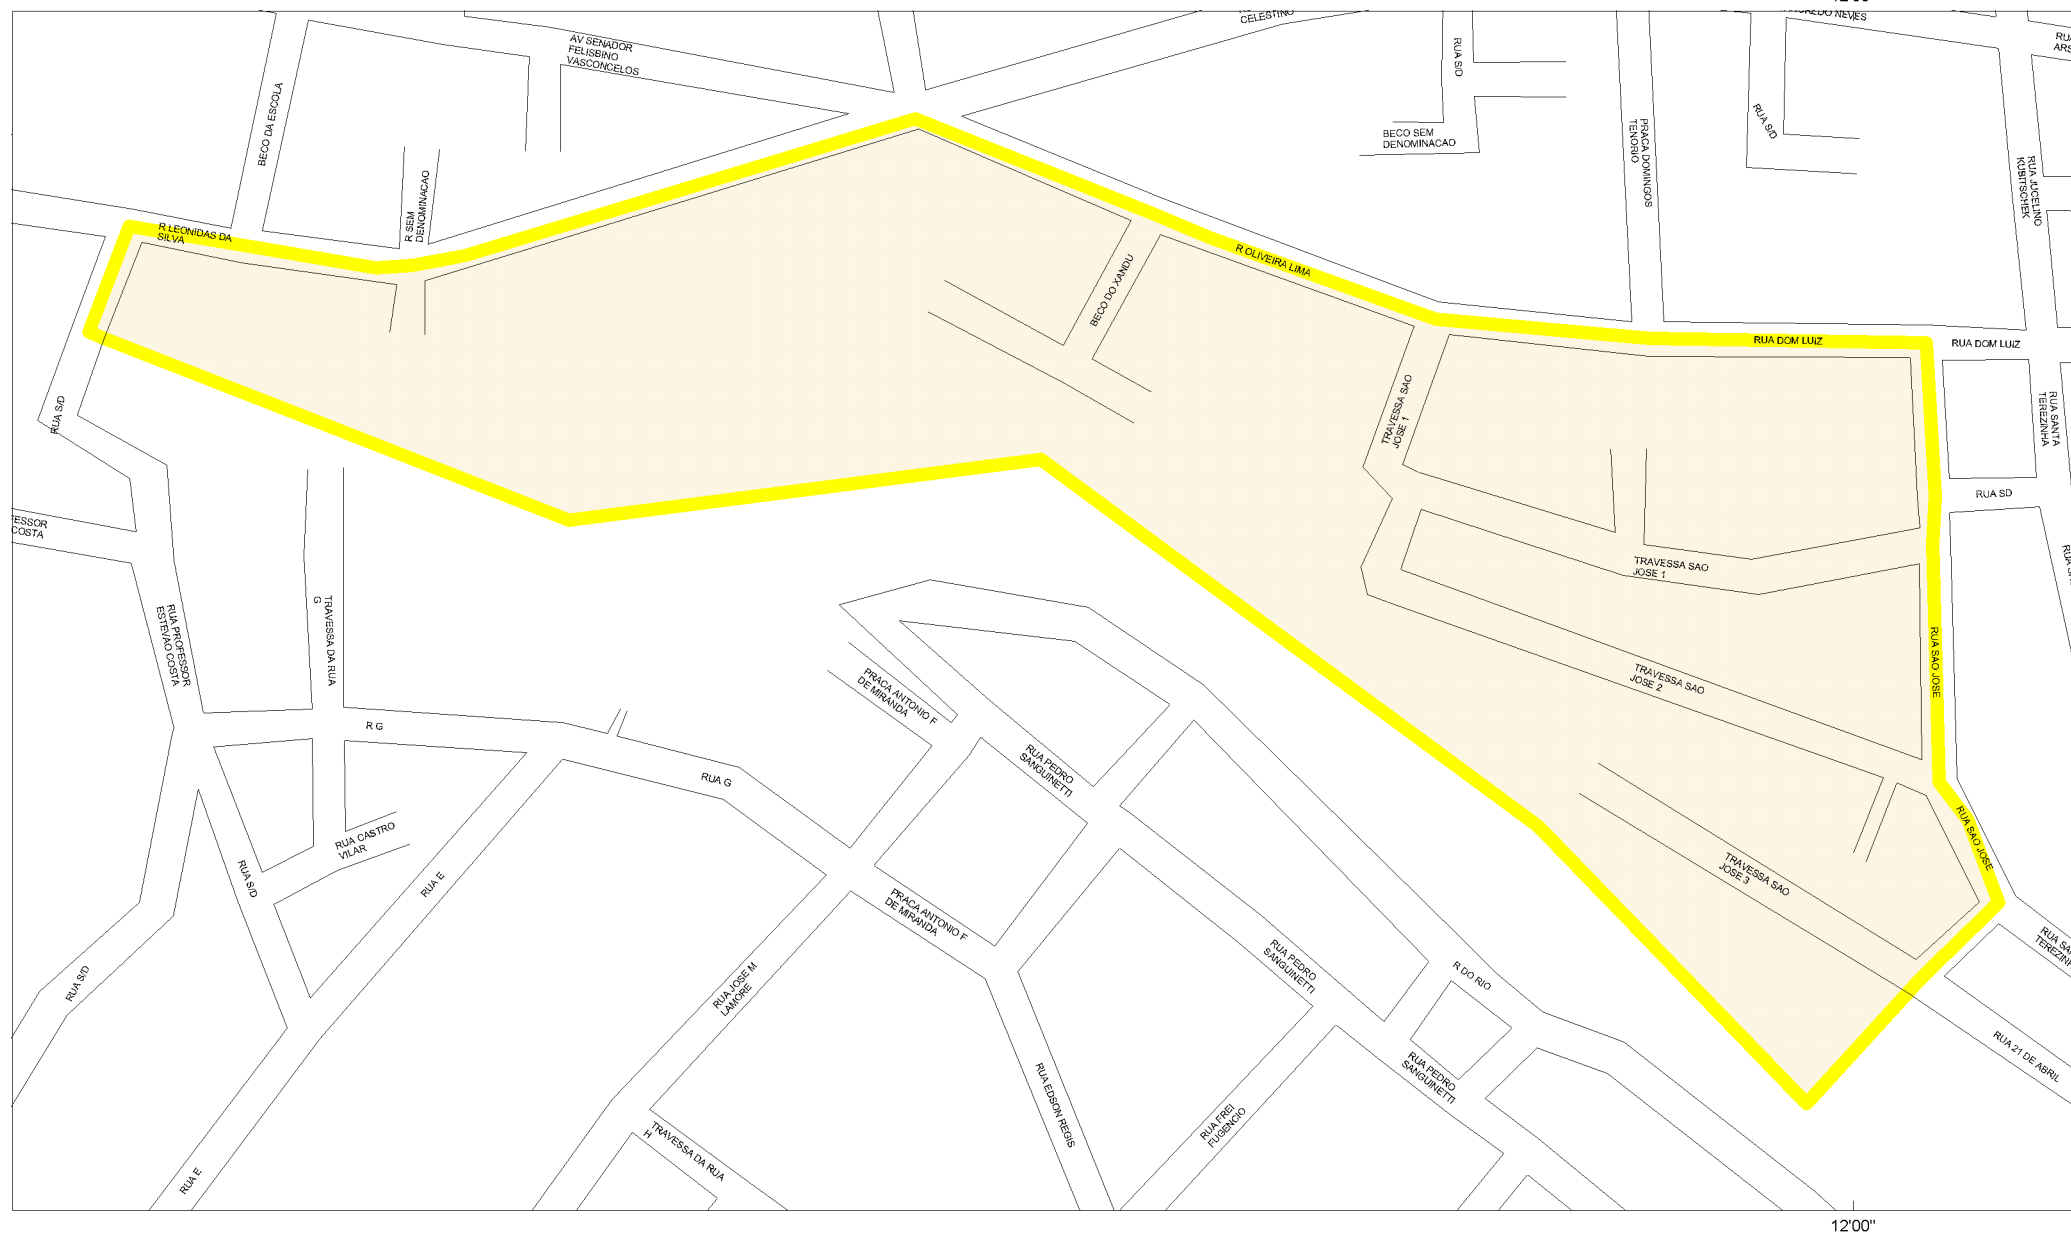 CELESTINO
AV SENADOR
FELISBINO
VASCONCELOS
BECO DA ESCOLA
RUA S/D
BECO SEM
DENOMINACAO
PRACA DOMINGOS
TENORIO
RUA S/D
RUA JUCELINO
KUBITSCHEK
R SEM
DENOMINACAO
R LEONIDAS DA
SILVA
R OLIVEIRA LIMA
BECO DO XANDU
RUA DOM LUIZ
RUA DOM LUIZ
TRAVESSA SAO
JOSE 1
RUA SANTA
TEREZINHA
RUA S/D
RUA SD
COSTA
TRAVESSA SAO
JOSE 1
RUA PROFESSOR
ESTEVAO COSTA
TRAVESSA DA RUA
G
RUA SAO JOSE
TRAVESSA SAO
JOSE 2
PRACA ANTONIO F
DE MIRANDA
R G
RUA G
RUA PEDRO
SANGUINETTI
RUA CASTRO
VILAR
RUA SAO JOSE
RUA S/D
RUA E
TRAVESSA SAO
JOSE 3
PRACA ANTONIO F
DE MIRANDA
RUA PEDRO
SANGUINETTI
RUA S/D
RUA JOSE M
LAMORE
R DO RIO
RUA 21 DE ABRIL
RUA PEDRO
SANGUINETTI
RUA EDSON REGIS
RUA FREI
FUGENCIO
TRAVESSA DA RUA
H
RUA E
12'00"